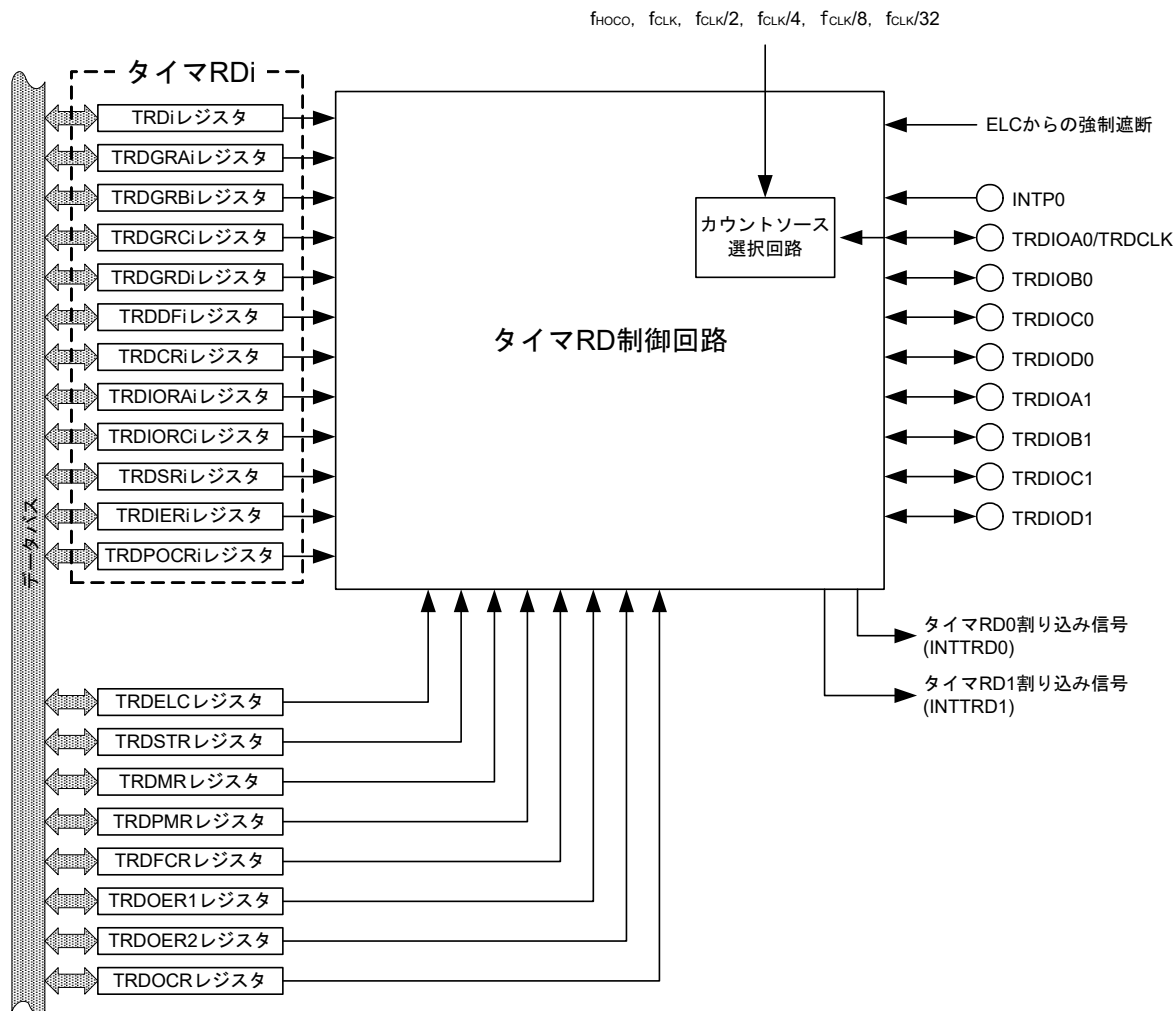 fHOCO, fCLK, fCLK/2, fCLK/4, fCLK/8, fCLK/32
タイマRDi
TRDiレジスタ
TRDGRAiレジスタ
TRDGRBiレジスタ
TRDGRCiレジスタ
TRDGRDiレジスタ
TRDDFiレジスタ
TRDCRiレジスタ
TRDIORAiレジスタ
TRDIORCiレジスタ
TRDSRiレジスタ
TRDIERiレジスタ
TRDPOCRiレジスタ
データバス
カウントソース
選択回路
タイマRD制御回路
ELCからの強制遮断
INTP0
TRDIOA0/TRDCLK
TRDIOB0
TRDIOC0
TRDIOD0
TRDIOA1
TRDIOB1
TRDIOC1
TRDIOD1
タイマRD0割り込み信号
(INTTRD0)
タイマRD1割り込み信号
(INTTRD1)
TRDELCレジスタ
TRDSTRレジスタ
TRDMRレジスタ
TRDPMRレジスタ
TRDFCRレジスタ
TRDOER1レジスタ
TRDOER2レジスタ
TRDOCRレジスタ